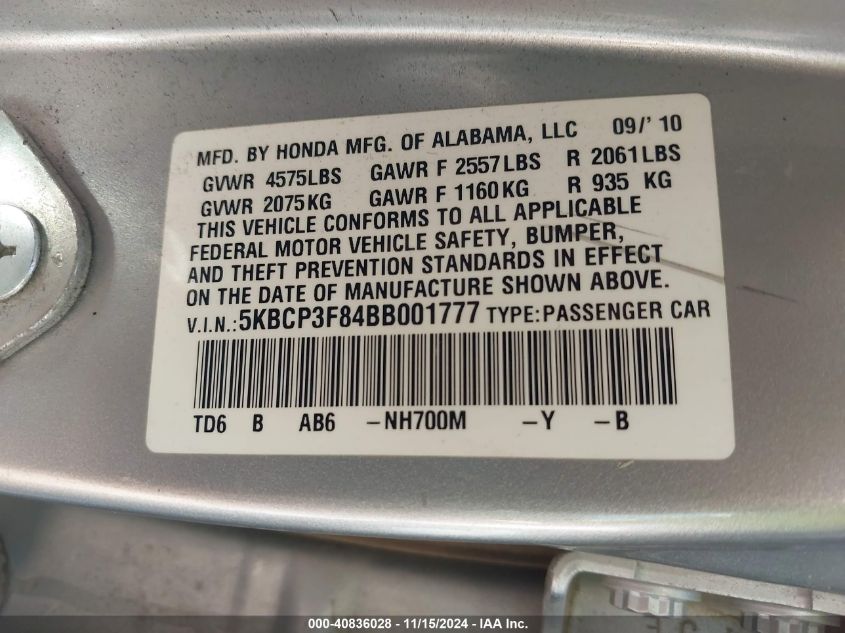 MFD. BY HONDA MFG. OF ALABAMA, LLC 09/' 10
GVWR 4575LBS GAWR F 2557LBS R 2061LBS
GVWR 2075KG GAWR F 1160KG R 935 KG
THIS VEHICLE CONFORMS TO ALL APPLICABLE
FEDERAL MOTOR VEHICLE SAFETY, BUMPER,
AND THEFT PREVENTION STANDARDS IN EFFECT
ON THE DATE OF MANUFACTURE SHOWN ABOVE.
V.I.N.:5KBCP3F84BB001777 TYPE:PASSENGER CAR
TD6 B AB6 -NH700M -Y -B
000-40836028 - 11/15/2024 - IAA Inc.